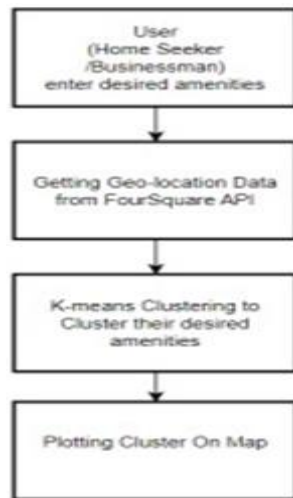 User
(Home Seeker
/Businessman)
enter desired amenities
Getting Geo-location Data
from FourSquare API
K-means Clustering to
Cluster their desired
amenities
Plotting Cluster On Map